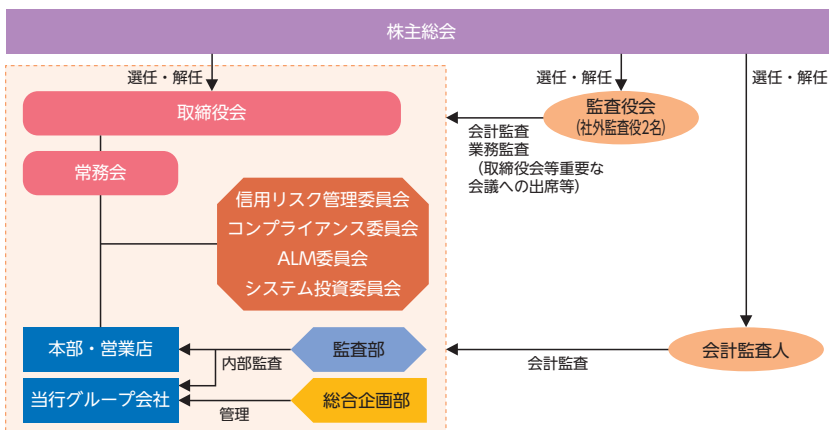 株主総会
選任・解任
選任・解任
選任・解任
取締役会
監査役会
(社外監査役2名)
会計監査
業務監査
（取締役会等重要な
会議への出席等）
常務会
信用リスク管理委員会
コンプライアンス委員会
ALM委員会
システム投資委員会
本部・営業店
内部監査
監査部
会計監査
会計監査人
当行グループ会社
管理
総合企画部